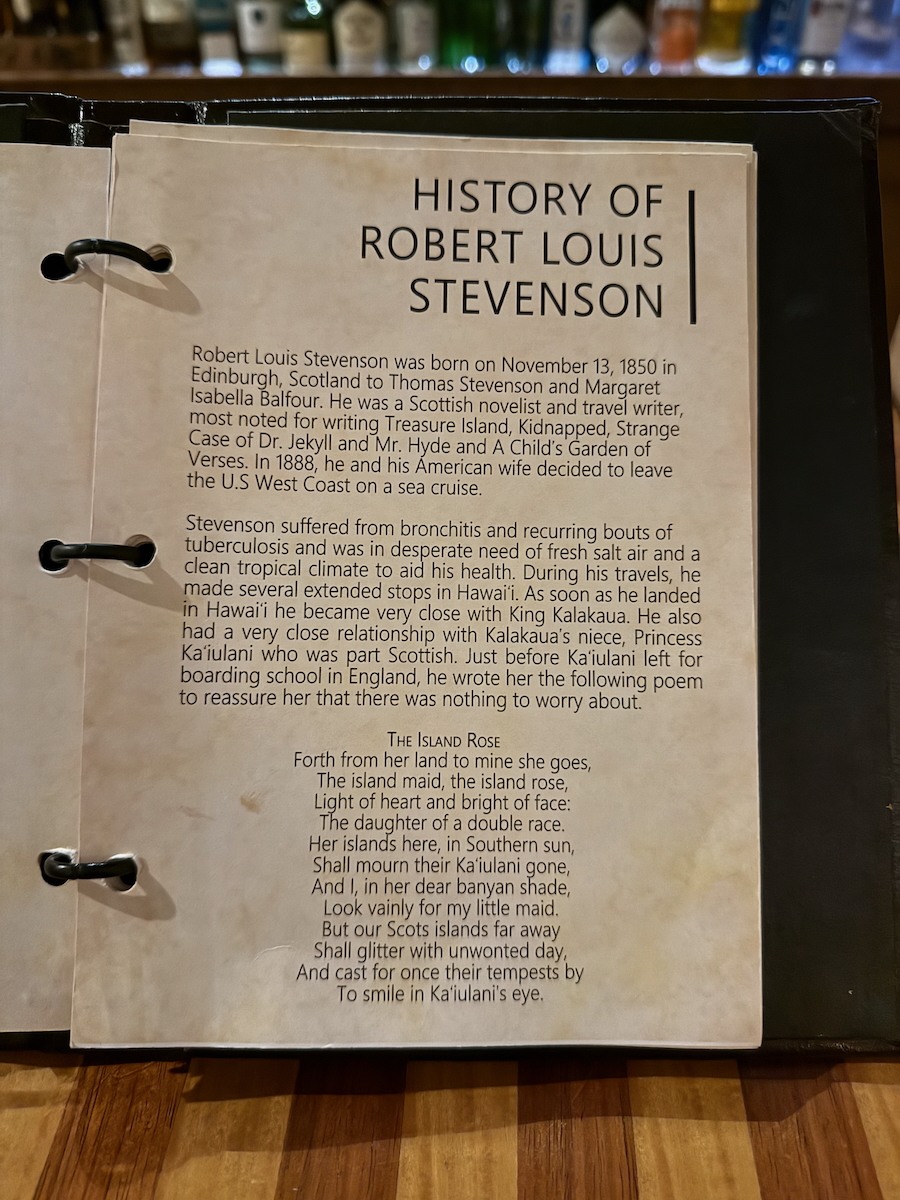 HISTORY OF
ROBERT LOUIS
STEVENSON
Robert Louis Stevenson was born on November 13, 1850 in
Edinburgh, Scotland to Thomas Stevenson and Margaret
Isabella Balfour. He was a Scottish novelist and travel writer,
most noted for writing Treasure Island, Kidnapped, Strange
Case of Dr. Jekyll and Mr. Hyde and A Child's Garden of
Verses. In 1888, he and his American wife decided to leave
the U.S West Coast on a sea cruise.
Stevenson suffered from bronchitis and recurring bouts of
tuberculosis and was in desperate need of fresh salt air and a
clean tropical climate to aid his health. During his travels, he
made several extended stops in Hawai‘i. As soon as he landed
in Hawai‘i he became very close with King Kalakaua. He also
had a very close relationship with Kalakaua's niece, Princess
Ka‘iulani who was part Scottish. Just before Ka‘iulani left for
boarding school in England, he wrote her the following poem
to reassure her that there was nothing to worry about.
THE ISLAND ROSE
Forth from her land to mine she goes,
The island maid, the island rose,
Light of heart and bright of face:
The daughter of a double race.
Her islands here, in Southern sun,
Shall mourn their Ka‘iulani gone,
And I, in her dear banyan shade,
Look vainly for my little maid.
But our Scots islands far away
Shall glitter with unwonted day,
And cast for once their tempests by
To smile in Ka‘iulani's eye.